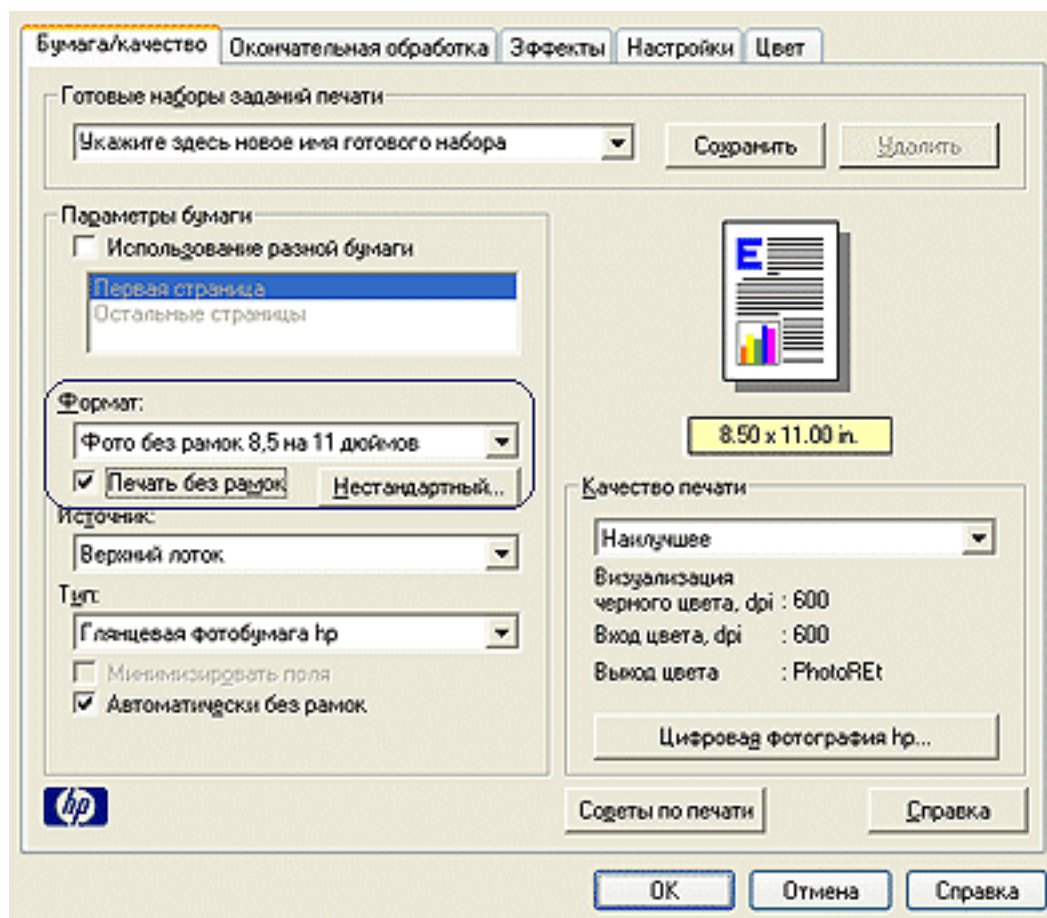 Бумага/качество Окончательная обработка Эффекты Настройки Цвет
Готовые наборы заданий печати
Укажите здесь новое имя готового набора Сохранить Удалить
Параметры бумаги
Использование разной бумаги
Первая страница
Остальные страницы
Формат:
Фото без рамок 8,5 на 11 дюймов
Печать без рамок Нестандартный...
Источник:
Верхний лоток
Тип:
Глянцевая фотобумага hp
Минимизировать поля
Автоматически без рамок
hp
E
8.50 x 11.00 in.
Качество печати
Наилучшее
Визуализация
черного цвета, dpi : 600
Вход цвета, dpi : 600
Выход цвета : PhotoREt
Цифровая фотография hp...
Советы по печати Справка
OK Отмена Справка